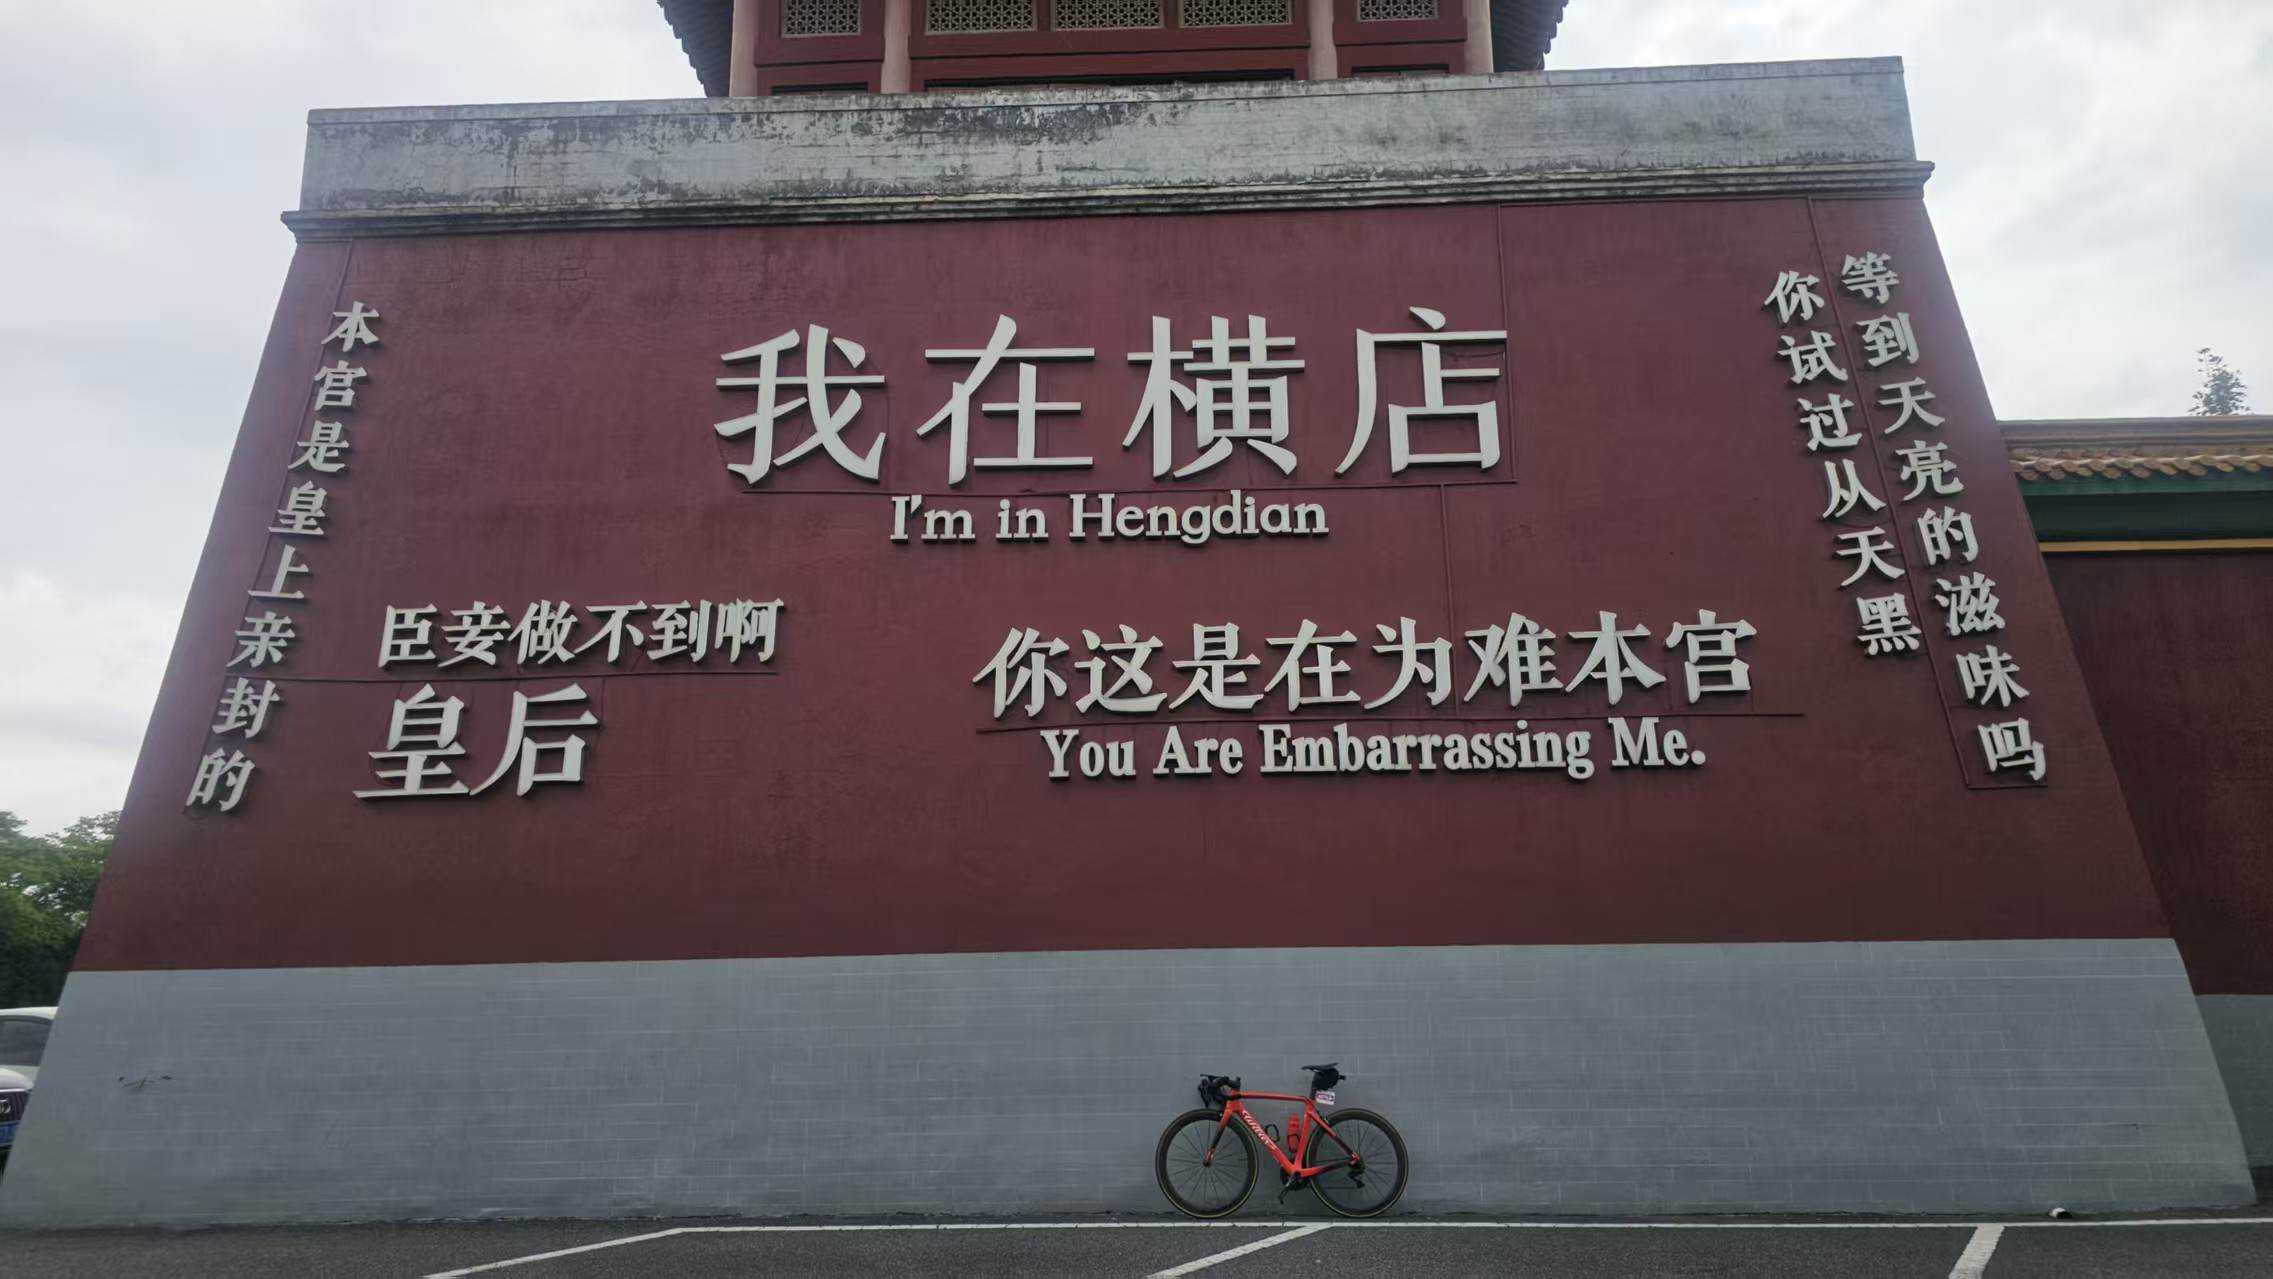 我在横店
I'm in Hengdian
本宫是皇上亲封的
臣妾做不到啊
皇后
你这是在为难本宫
You Are Embarrassing Me.
你试过从天黑
等到天亮的滋味吗